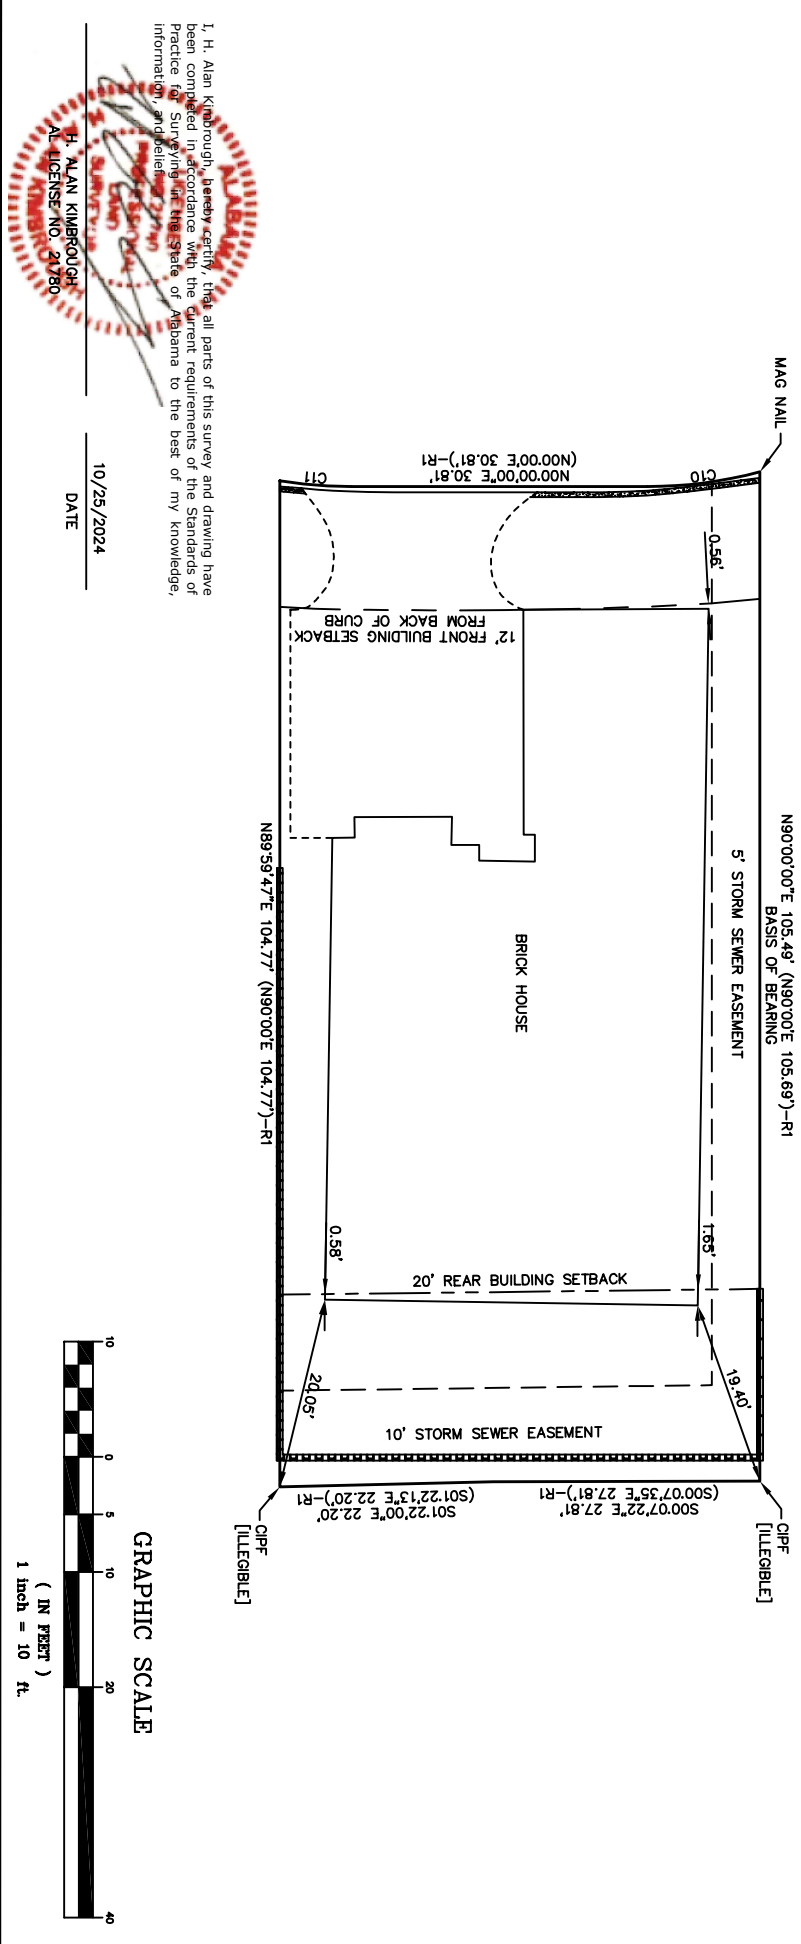 MAG NAIL
N90°00'00"E 105.49' (N90°00'E 105.69')-R1
BASIS OF BEARING
5' STORM SEWER EASEMENT
C10
0.56'
N00°00'00"E 30.81'
(N00°00'E 30.81')-R1
C11
12' FRONT BUILDING SETBACK
FROM BACK OF CURB
BRICK HOUSE
1.65'
0.58'
20' REAR BUILDING SETBACK
19.40'
20.05'
10' STORM SEWER EASEMENT
S00°07'22"E 27.81'
(S00°07'35"E 27.81')-R1
S01°22'00"E 22.20'
(S01°22'13"E 22.20')-R1
CIPF
[ILLEGIBLE]
CIPF
[ILLEGIBLE]
N89°59'47"E 104.77' (N90°00'E 104.77')-R1
I, H. Alan Kimbrough, hereby certify, that all parts of this survey and drawing have
been completed in accordance with the current requirements of the Standards of
Practice for Surveying in the State of Alabama to the best of my knowledge,
information, and belief.
ALABAMA
PROFESSIONAL
LAND
SURVEYOR
H. ALAN KIMBROUGH
AL LICENSE NO. 21780
10/25/2024
DATE
GRAPHIC SCALE
10 0 5 10 20 40
( IN FEET )
1 inch = 10 ft.